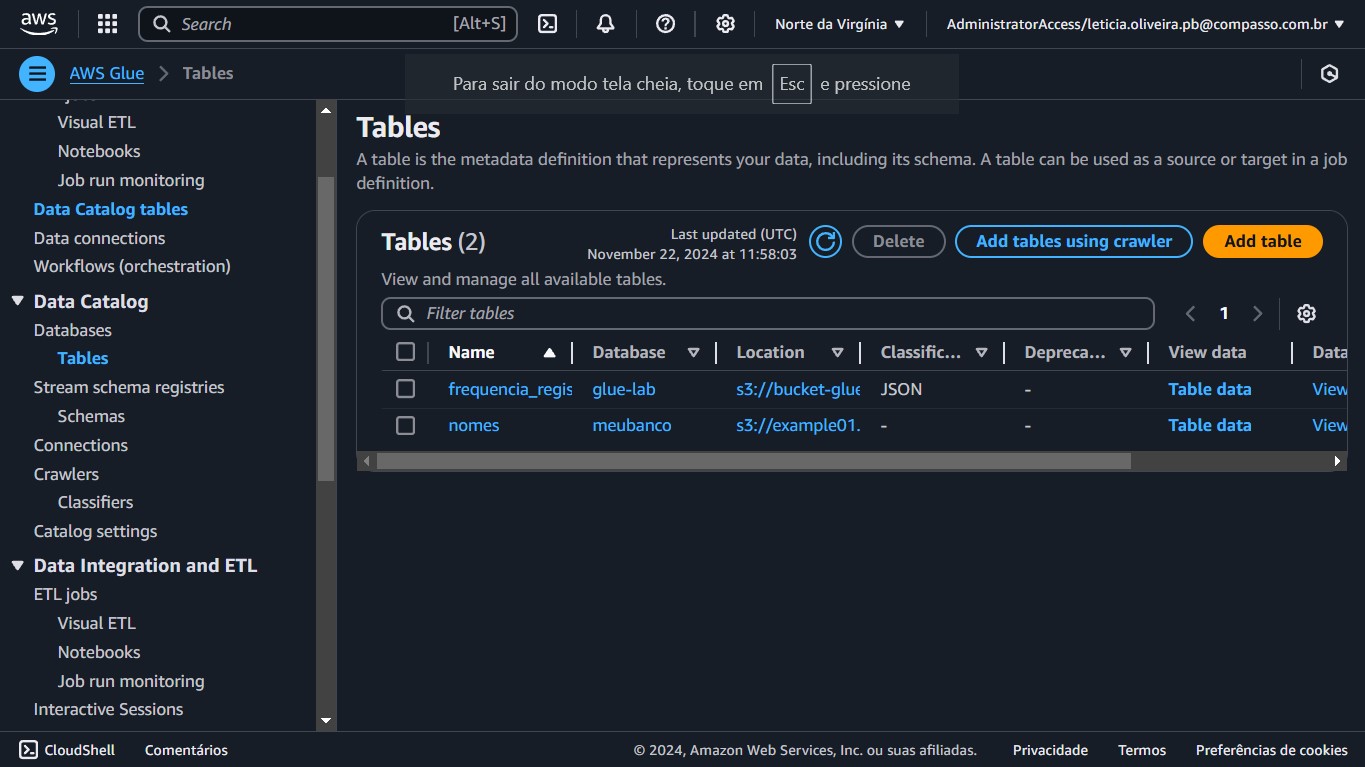 aws
Search [Alt+S]
Norte da Virgínia
AdministratorAccess/leticia.oliveira.pb@compasso.com.br
AWS Glue
Tables
Para sair do modo tela cheia, toque em Esc e pressione
Visual ETL
Notebooks
Job run monitoring
Data Catalog tables
Data connections
Workflows (orchestration)
Data Catalog
Databases
Tables
Stream schema registries
Schemas
Connections
Crawlers
Classifiers
Catalog settings
Data Integration and ETL
ETL jobs
Visual ETL
Notebooks
Job run monitoring
Interactive Sessions
Tables
A table is the metadata definition that represents your data, including its schema. A table can be used as a source or target in a job
definition.
Tables (2)
Last updated (UTC)
November 22, 2024 at 11:58:03
Delete
Add tables using crawler
Add table
View and manage all available tables.
Filter tables
1
Name Database Location Classific... Depreca... View data Data
frequencia_regis glue-lab s3://bucket-glue JSON - Table data View
nomes meubanco s3://example01. - - Table data View
CloudShell
Comentários
© 2024, Amazon Web Services, Inc. ou suas afiliadas.
Privacidade
Termos
Preferências de cookies